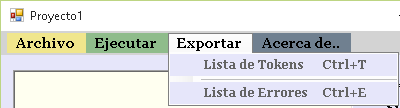 Proyecto1
Archivo Ejecutar Exportar Acerca de..
Lista de Tokens Ctrl+T
Lista de Errores Ctrl+E